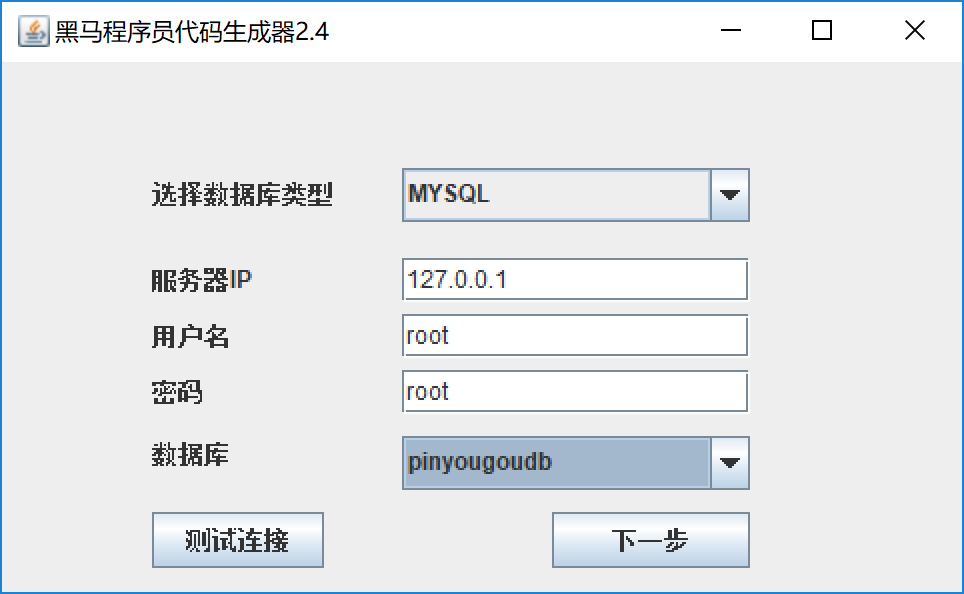 黑马程序员代码生成器2.4
选择数据库类型 MYSQL
服务器IP 127.0.0.1
用户名 root
密码 root
数据库 pinyougoudb
测试连接 下一步